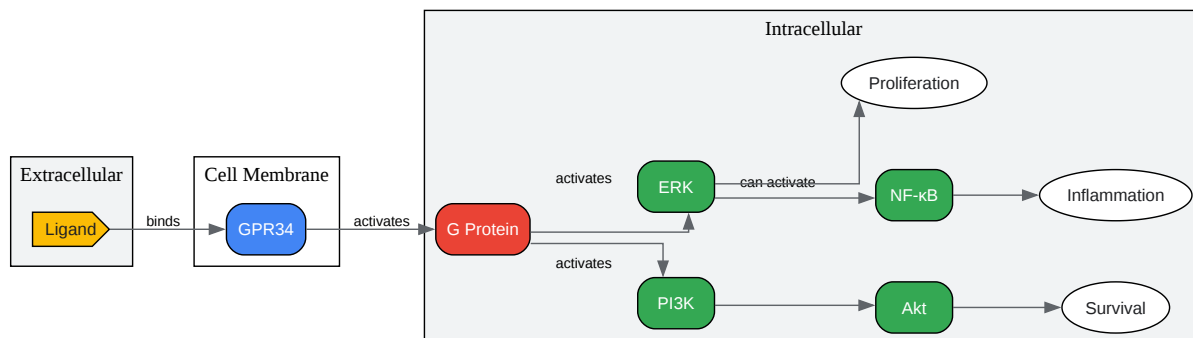 Intracellular
Proliferation
Extracellular
Cell Membrane
activates
ERK
can activate
NF-κB
Inflammation
Ligand
binds
GPR34
activates
G Protein
activates
PI3K
Akt
Survival